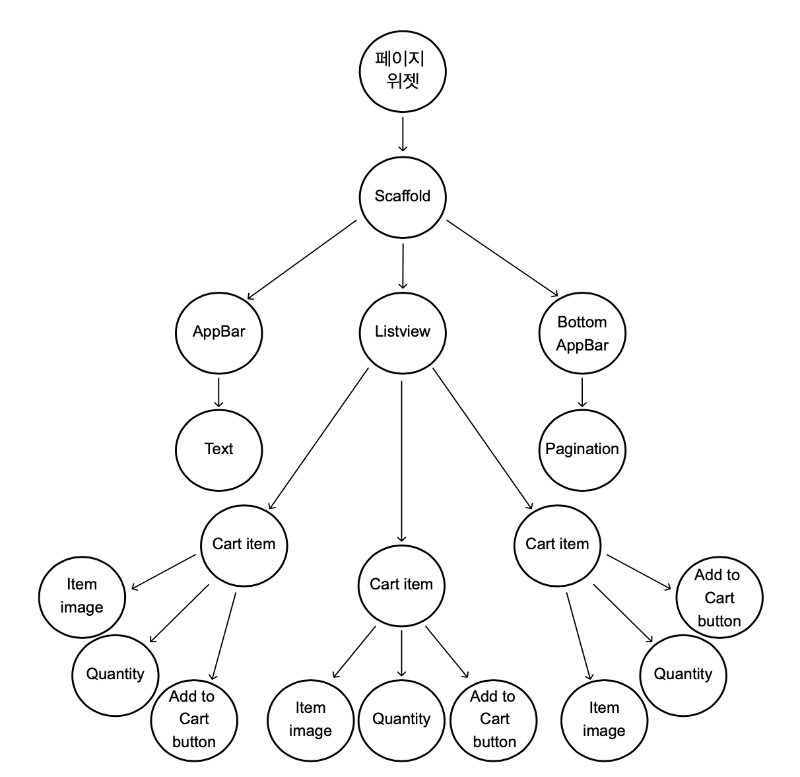 페이지
위젯
Scaffold
AppBar
Listview
Bottom
AppBar
Text
Pagination
Cart item
Cart item
Cart item
Item
image
Quantity
Add to
Cart
button
Item
image
Quantity
Add to
Cart
button
Item
image
Quantity
Add to
Cart
button